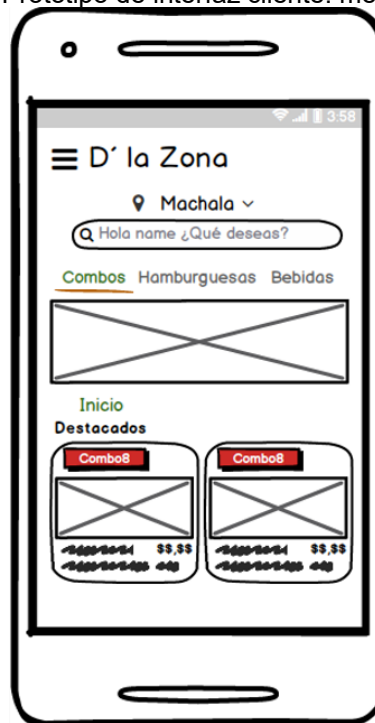 Prototipo de interfaz cliente:
3:58
D´ la Zona
Machala
Hola name ¿Qué deseas?
Combos Hamburguesas Bebidas
Inicio
Destacados
Combo8 Combo8
$$,$$ $$,$$